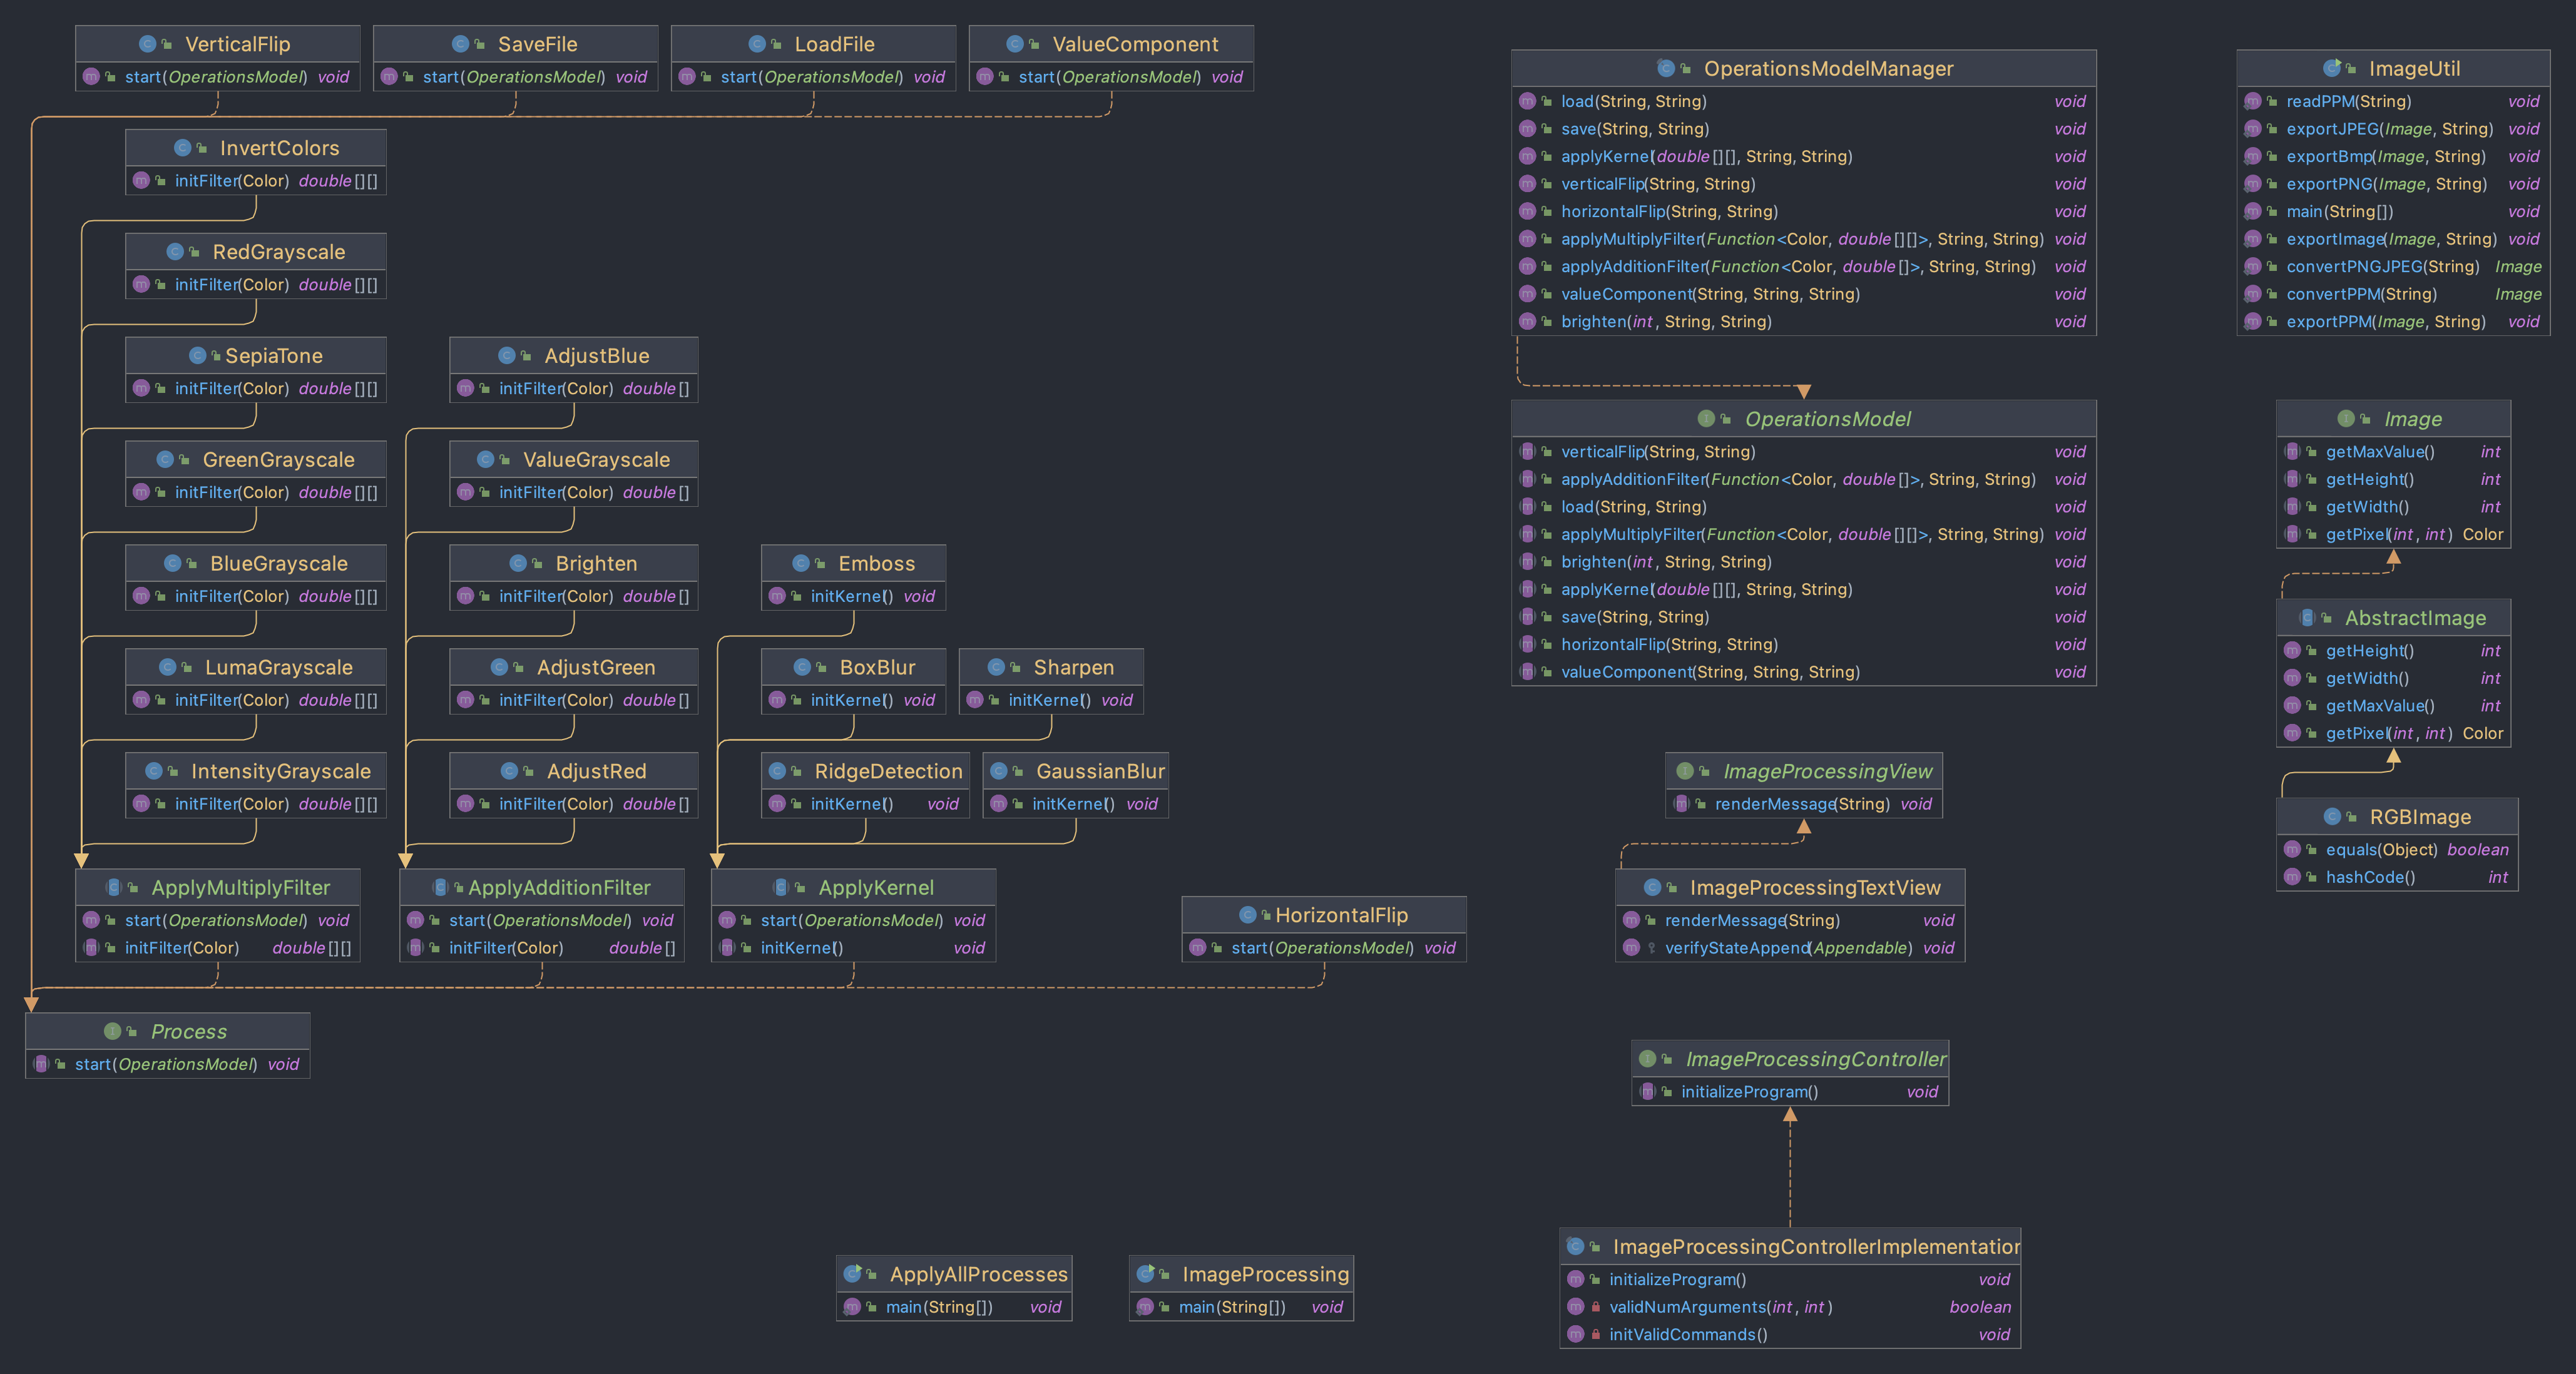 VerticalFlip
start(OperationsModel) void
SaveFile
start(OperationsModel) void
LoadFile
start(OperationsModel) void
ValueComponent
start(OperationsModel) void
InvertColors
initFilter(Color) double[][]
RedGrayscale
initFilter(Color) double[][]
SepiaTone
initFilter(Color) double[][]
GreenGrayscale
initFilter(Color) double[][]
BlueGrayscale
initFilter(Color) double[][]
LumaGrayscale
initFilter(Color) double[][]
IntensityGrayscale
initFilter(Color) double[][]
ApplyMultiplyFilter
start(OperationsModel) void
initFilter(Color) double[][]
AdjustBlue
initFilter(Color) double[]
ValueGrayscale
initFilter(Color) double[]
Brighten
initFilter(Color) double[]
AdjustGreen
initFilter(Color) double[]
AdjustRed
initFilter(Color) double[]
ApplyAdditionFilter
start(OperationsModel) void
initFilter(Color) double[]
Emboss
initKernel() void
BoxBlur
initKernel() void
Sharpen
initKernel() void
RidgeDetection
initKernel() void
GaussianBlur
initKernel() void
ApplyKernel
start(OperationsModel) void
initKernel() void
HorizontalFlip
start(OperationsModel) void
Process
start(OperationsModel) void
ApplyAllProcesses
main(String[]) void
ImageProcessing
main(String[]) void
OperationsModelManager
load(String, String) void
save(String, String) void
applyKernel(double[][], String, String) void
verticalFlip(String, String) void
horizontalFlip(String, String) void
applyMultiplyFilter(Function<Color, double[][]>, String, String) void
applyAdditionFilter(Function<Color, double[]>, String, String) void
valueComponent(String, String, String) void
brighten(int, String, String) void
OperationsModel
verticalFlip(String, String) void
applyAdditionFilter(Function<Color, double[]>, String, String) void
load(String, String) void
applyMultiplyFilter(Function<Color, double[][]>, String, String) void
brighten(int, String, String) void
applyKernel(double[][], String, String) void
save(String, String) void
horizontalFlip(String, String) void
valueComponent(String, String, String) void
ImageProcessingView
renderMessage(String) void
ImageProcessingTextView
renderMessage(String) void
verifyStateAppend(Appendable) void
ImageProcessingController
initializeProgram() void
ImageProcessingControllerImplementation
initializeProgram() void
validNumArguments(int, int) boolean
initValidCommands() void
ImageUtil
readPPM(String) void
exportJPEG(Image, String) void
exportBmp(Image, String) void
exportPNG(Image, String) void
main(String[]) void
exportImage(Image, String) void
convertPNGJPEG(String) Image
convertPPM(String) Image
exportPPM(Image, String) void
Image
getMaxValue() int
getHeight() int
getWidth() int
getPixel(int, int) Color
AbstractImage
getHeight() int
getWidth() int
getMaxValue() int
getPixel(int, int) Color
RGBImage
equals(Object) boolean
hashCode() int